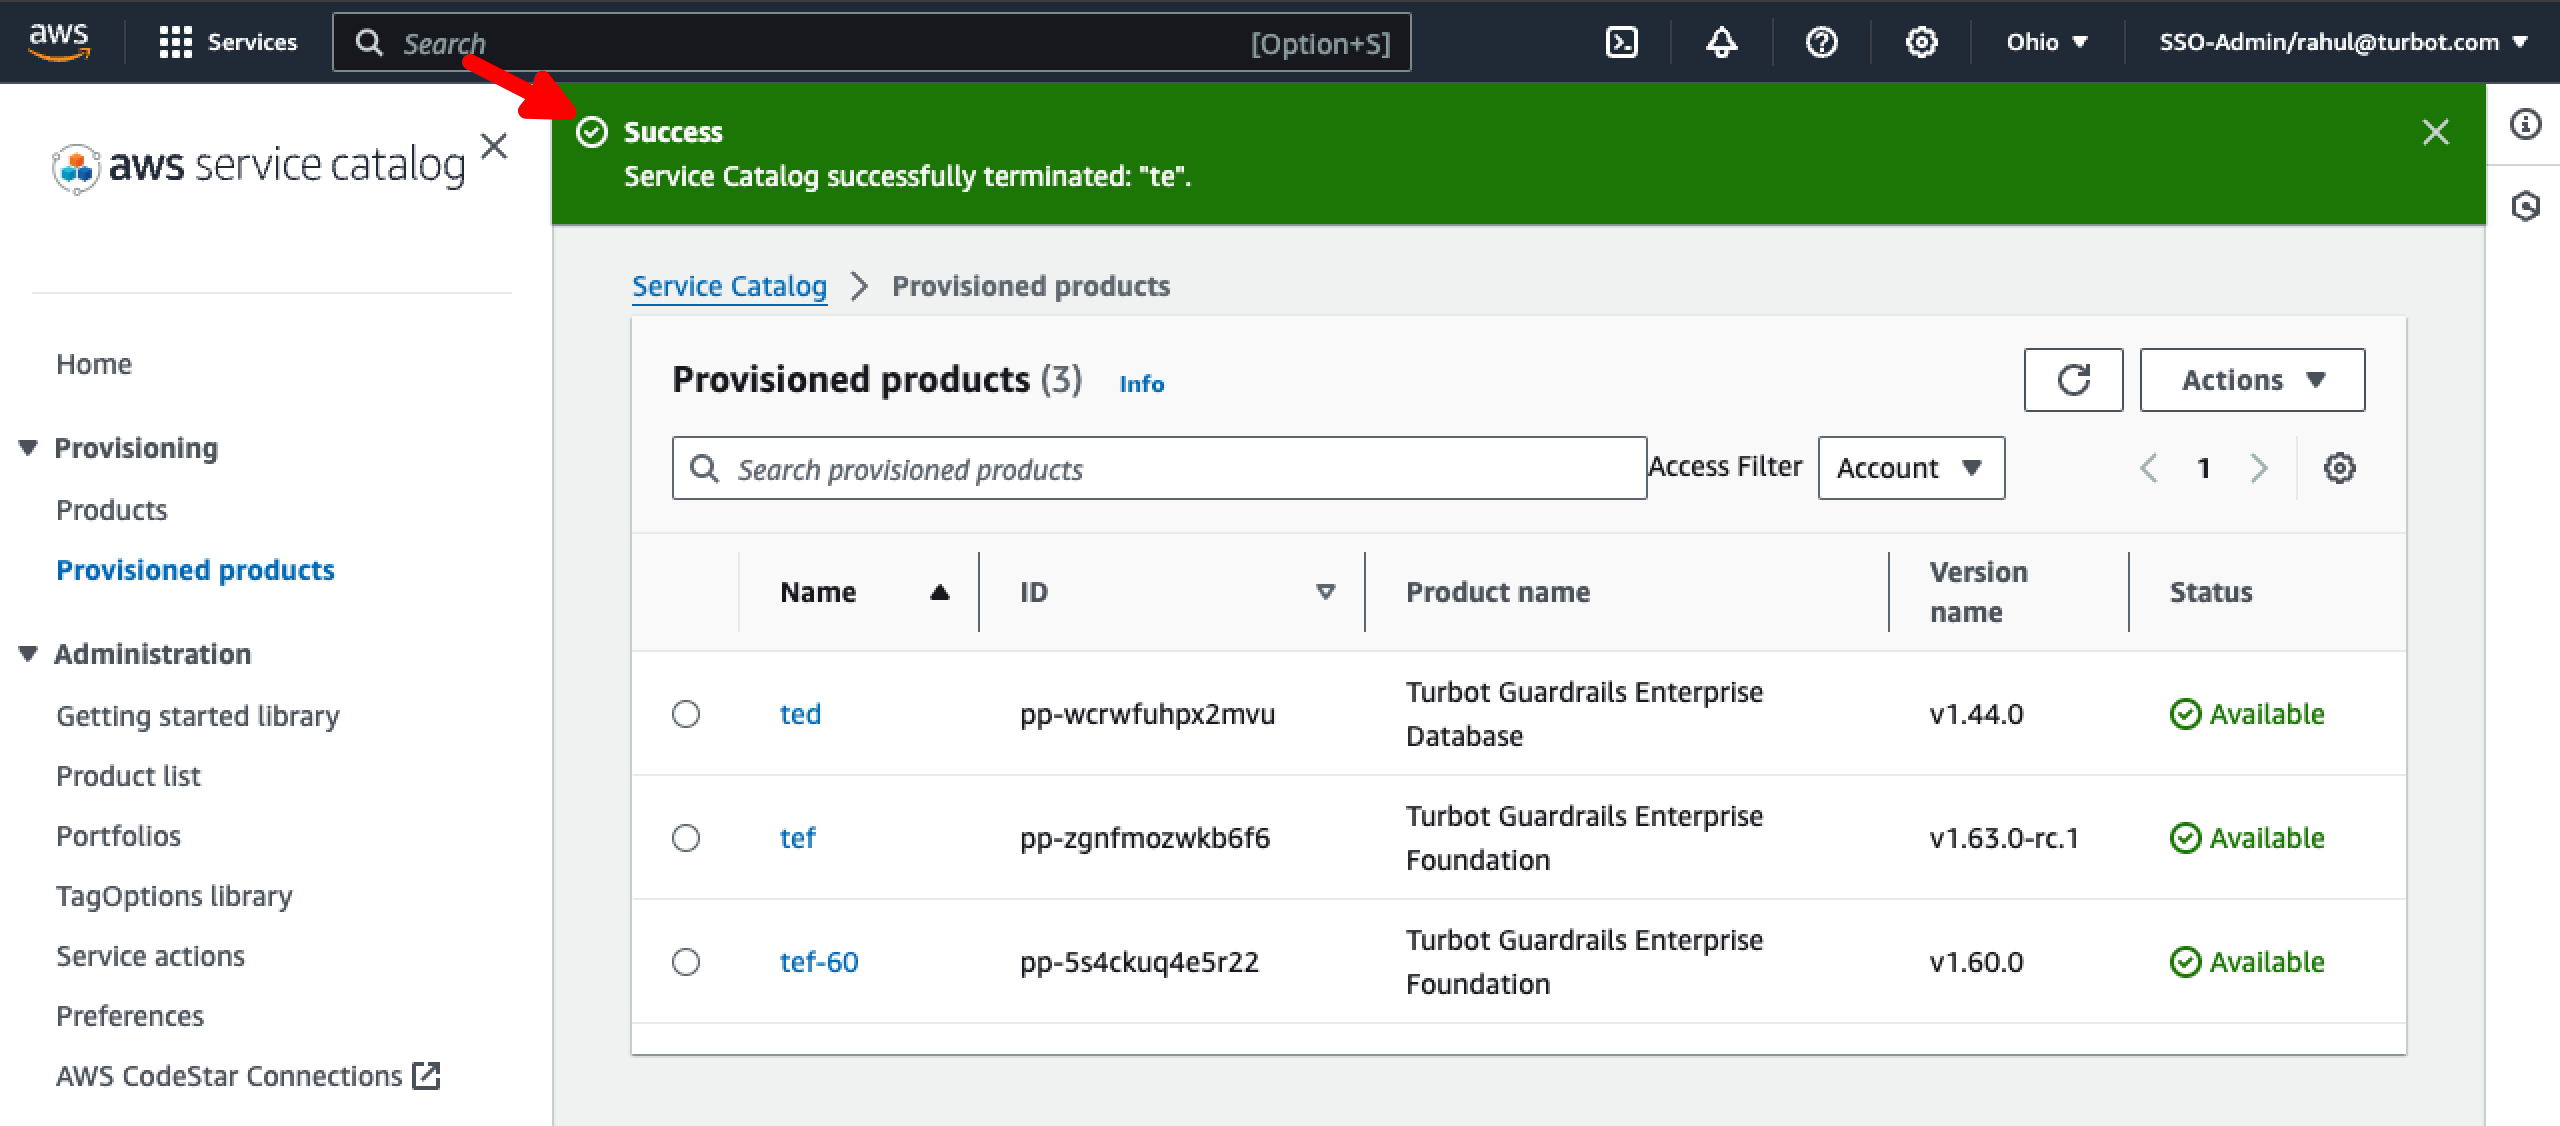 aws
Services
Search
[Option+S]
Ohio
SSO-Admin/rahul@turbot.com
aws service catalog
Success
Service Catalog successfully terminated: "te".
Home
Provisioning
Products
Provisioned products
Administration
Getting started library
Product list
Portfolios
TagOptions library
Service actions
Preferences
AWS CodeStar Connections
Service Catalog > Provisioned products
Provisioned products (3) Info
Actions
Search provisioned products
Access Filter
Account
1
Name
ID
Product name
Version
name
Status
ted
pp-wcrwfuhpx2mvu
Turbot Guardrails Enterprise
Database
v1.44.0
Available
tef
pp-zgnfmozwkb6f6
Turbot Guardrails Enterprise
Foundation
v1.63.0-rc.1
Available
tef-60
pp-5s4ckuq4e5r22
Turbot Guardrails Enterprise
Foundation
v1.60.0
Available